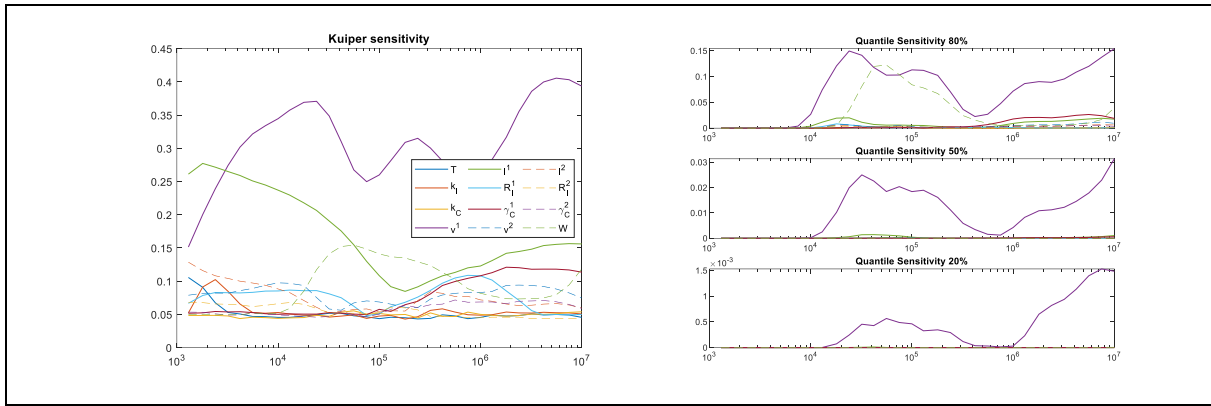 Kuiper sensitivity
0.45
0.4
0.35
0.3
0.25
0.2
0.15
0.1
0.05
0
10^3 10^4 10^5 10^6 10^7
T l^1 l^2
k_I R_I^1 R_I^2
k_C γ_C^1 γ_C^2
v^1 v^2 W
Quantile Sensitivity 80%
0.15
0.1
0.05
0
10^3 10^4 10^5 10^6 10^7
Quantile Sensitivity 50%
0.03
0.02
0.01
0
10^3 10^4 10^5 10^6 10^7
Quantile Sensitivity 20%
× 10^-3
1.5
1
0.5
0
10^3 10^4 10^5 10^6 10^7